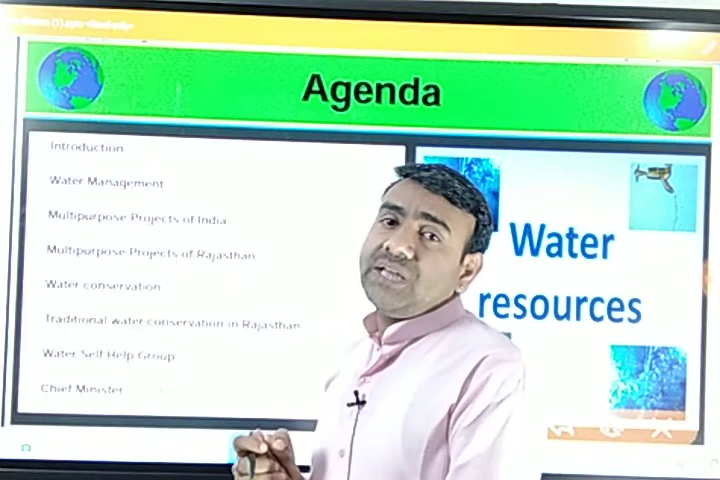 Agenda
Introduction
Water Management
Multipurpose Projects of India
Multipurpose Projects of Rajasthan
Water conservation
Traditional water conservation in Rajasthan
Water Self Help Group
Chief Minister
Water
resources